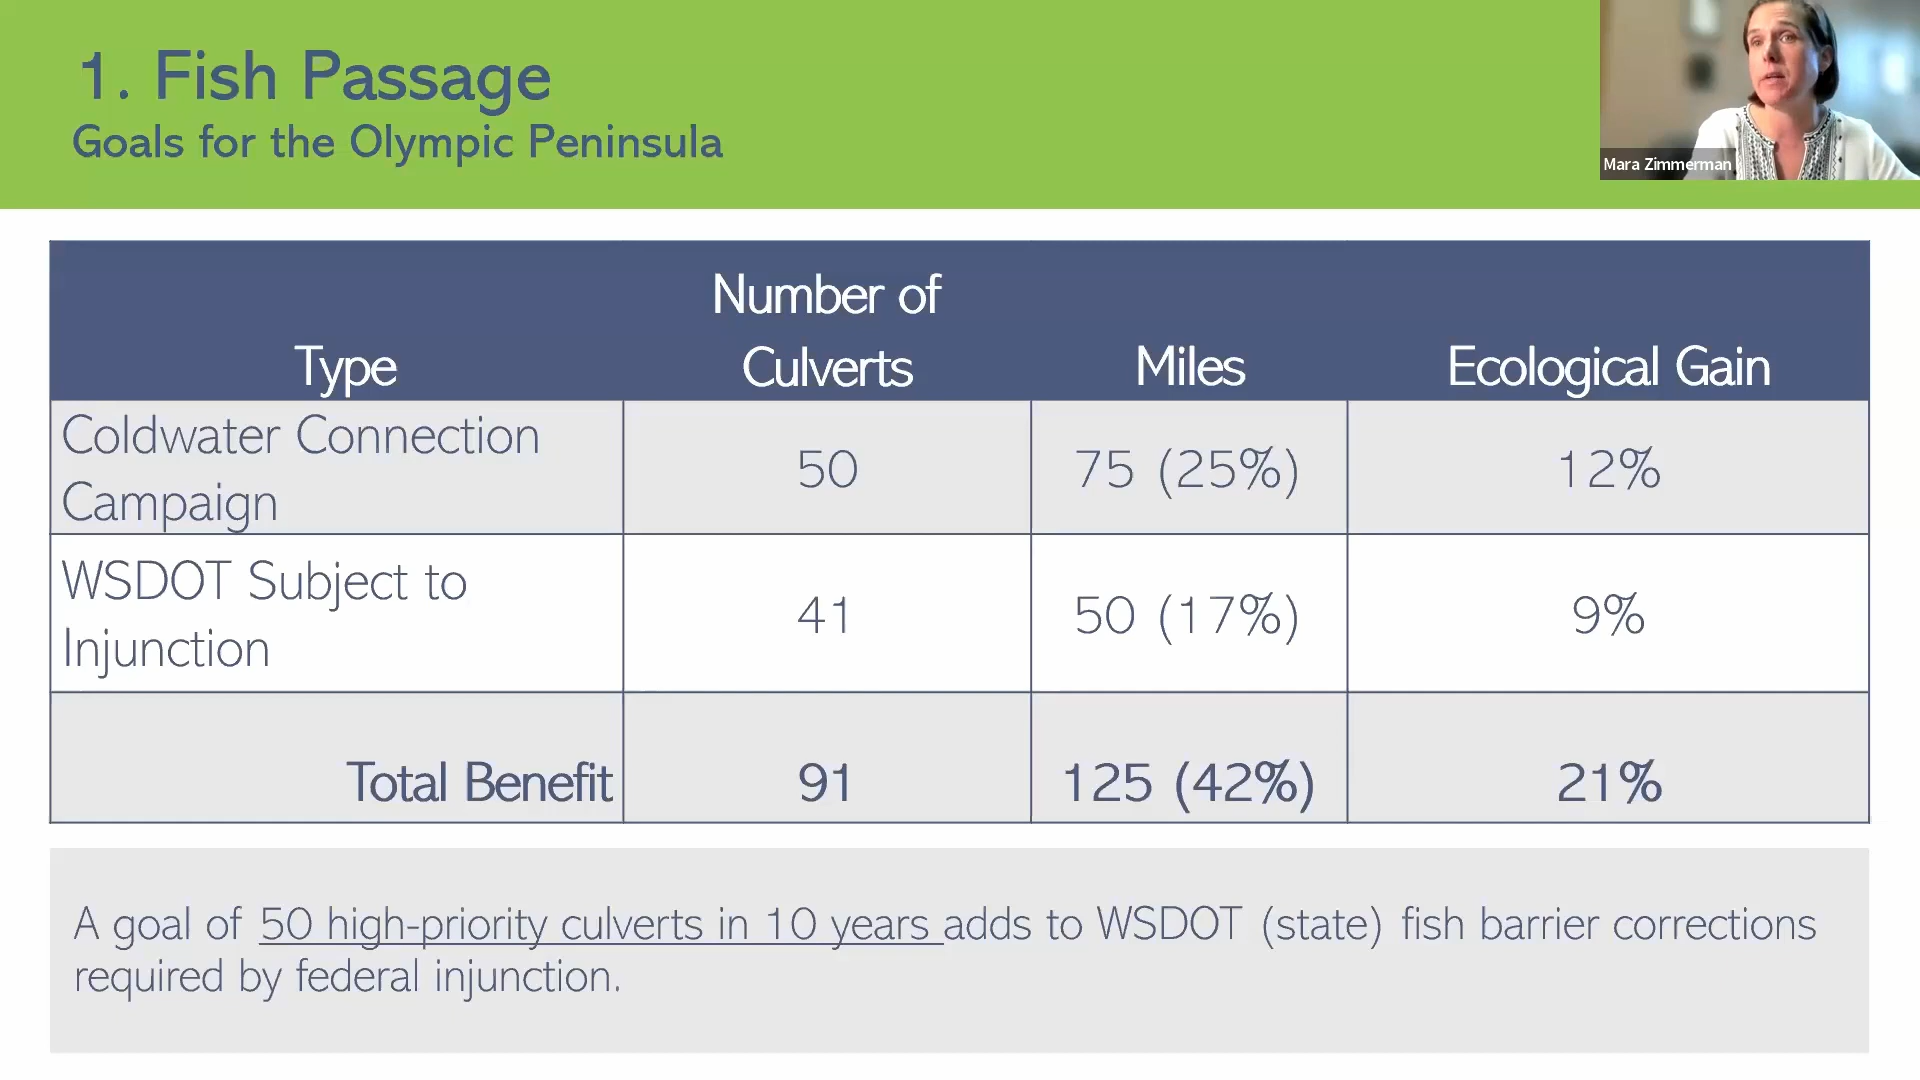 1. Fish Passage
Goals for the Olympic Peninsula
Mara Zimmerman
Type
Number of
Culverts
Miles
Ecological Gain
Coldwater Connection
Campaign
50
75 (25%)
12%
WSDOT Subject to
Injunction
41
50 (17%)
9%
Total Benefit
91
125 (42%)
21%
A goal of 50 high-priority culverts in 10 years adds to WSDOT (state) fish barrier corrections
required by federal injunction.